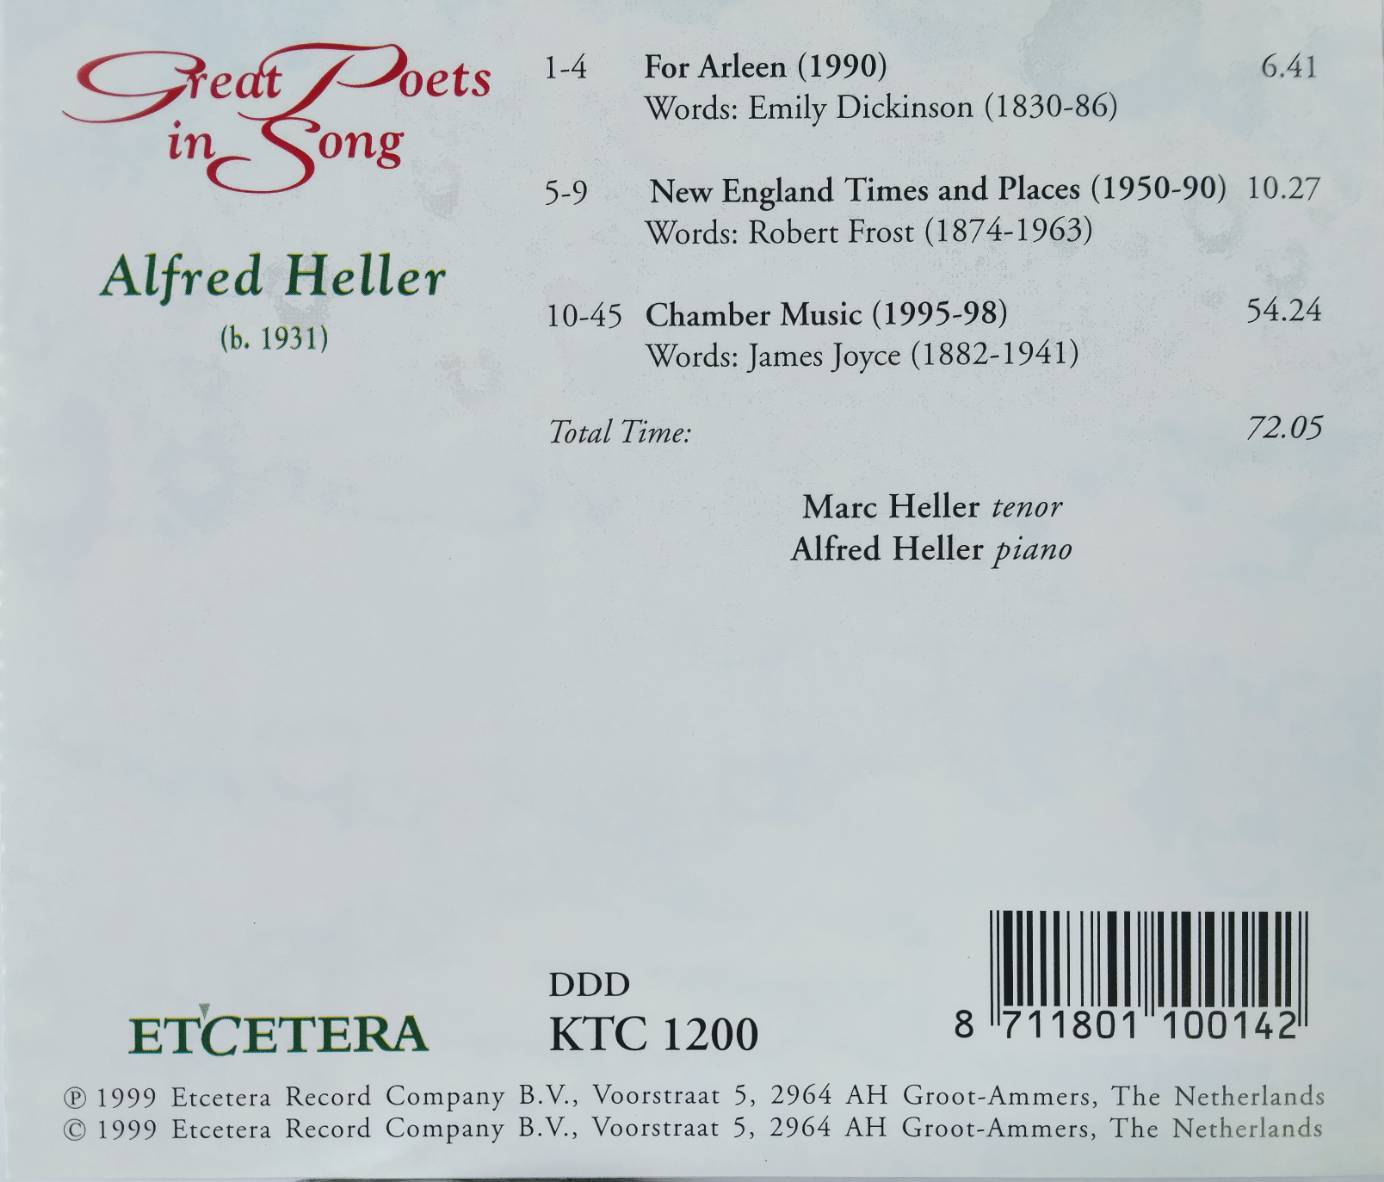 Great Poets
in Song
Alfred Heller
(b. 1931)
1-4 For Arleen (1990) 6.41
Words: Emily Dickinson (1830-86)
5-9 New England Times and Places (1950-90) 10.27
Words: Robert Frost (1874-1963)
10-45 Chamber Music (1995-98) 54.24
Words: James Joyce (1882-1941)
Total Time: 72.05
Marc Heller tenor
Alfred Heller piano
DDD
ET'CETERA KTC 1200
8 711801 100142
℗ 1999 Etcetera Record Company B.V., Voorstraat 5, 2964 AH Groot-Ammers, The Netherlands
© 1999 Etcetera Record Company B.V., Voorstraat 5, 2964 AH Groot-Ammers, The Netherlands